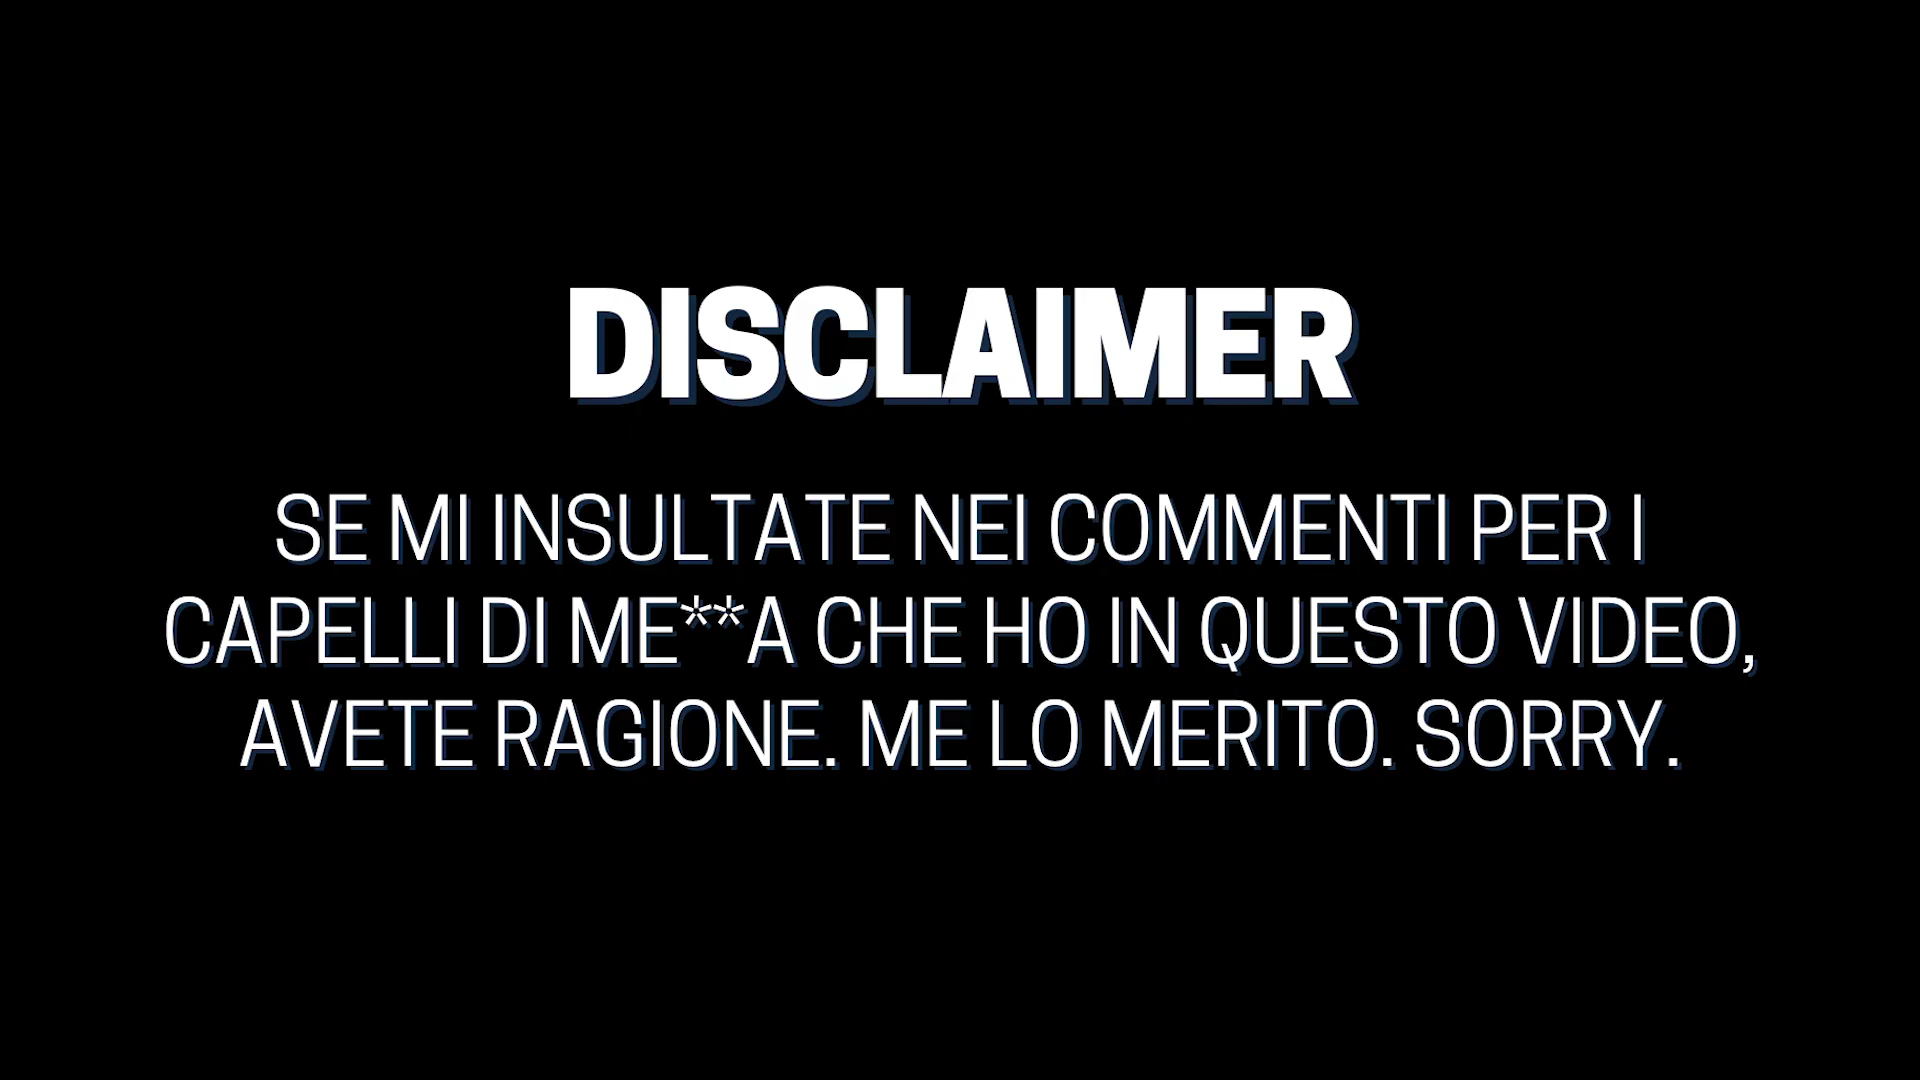 DISCLAIMER
SE MI INSULTATE NEI COMMENTI PER I
CAPELLI DI ME**A CHE HO IN QUESTO VIDEO,
AVETE RAGIONE. ME LO MERITO. SORRY.